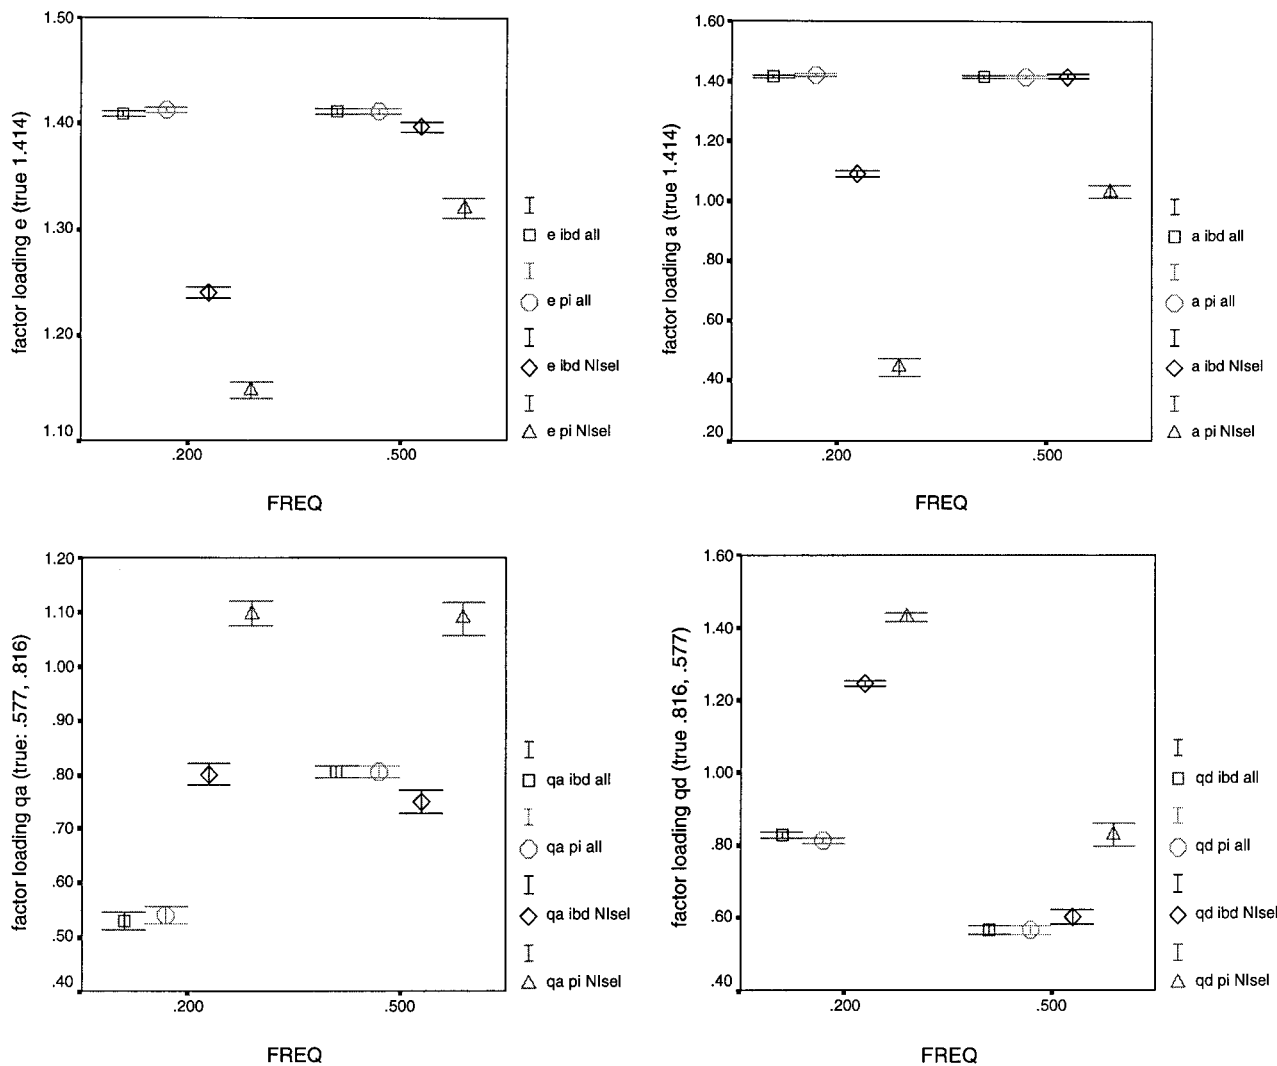 1.50
1.40
1.30
1.20
1.10
factor loading e (true 1.414)
.200
.500
FREQ
e ibd all
e pi all
e ibd NIsel
e pi NIsel
1.60
1.40
1.20
1.00
.80
.60
.40
.20
factor loading a (true 1.414)
.200
.500
FREQ
a ibd all
a pi all
a ibd NIsel
a pi NIsel
1.20
1.10
1.00
.90
.80
.70
.60
.50
.40
factor loading qa (true: .577, .816)
.200
.500
FREQ
qa ibd all
qa pi all
qa ibd NIsel
qa pi NIsel
1.60
1.40
1.20
1.00
.80
.60
.40
factor loading qd (true .816, .577)
.200
.500
FREQ
qd ibd all
qd pi all
qd ibd NIsel
qd pi NIsel